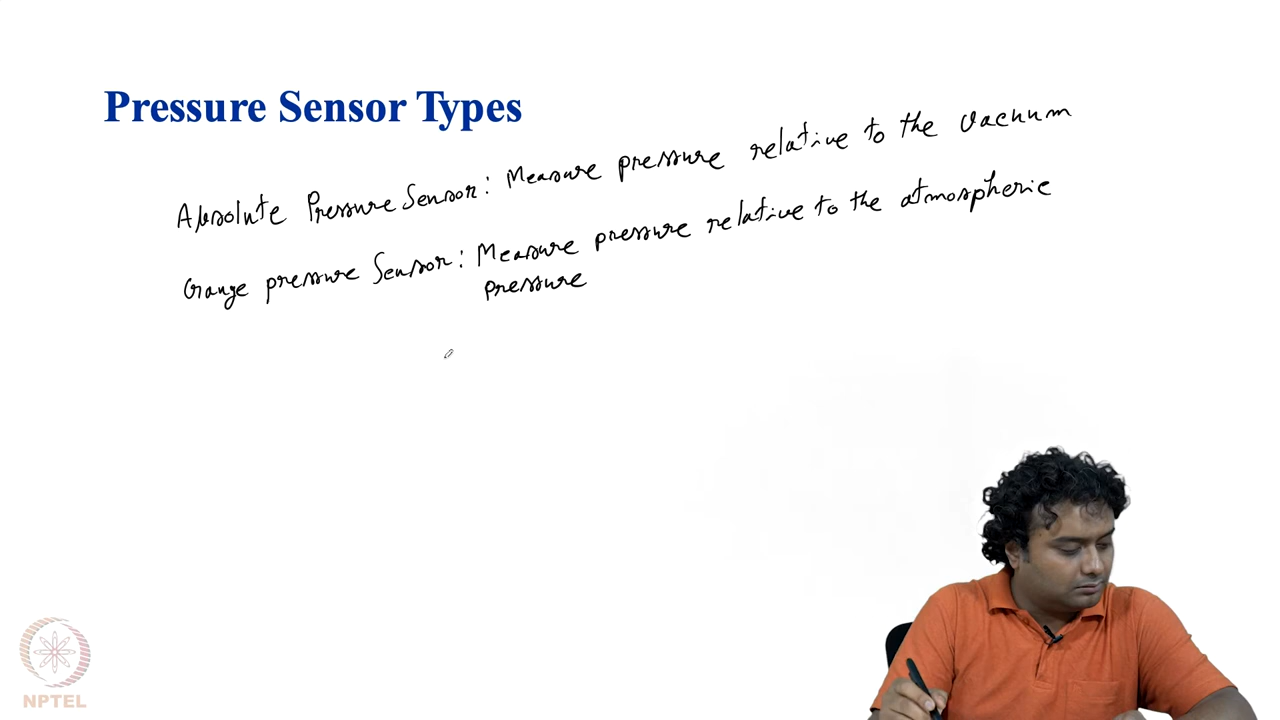 Pressure Sensor Types
Absolute Pressure Sensor: Measure pressure relative to the vacuum
Gauge pressure Sensor: Measure pressure relative to the atmospheric
pressure
NPTEL